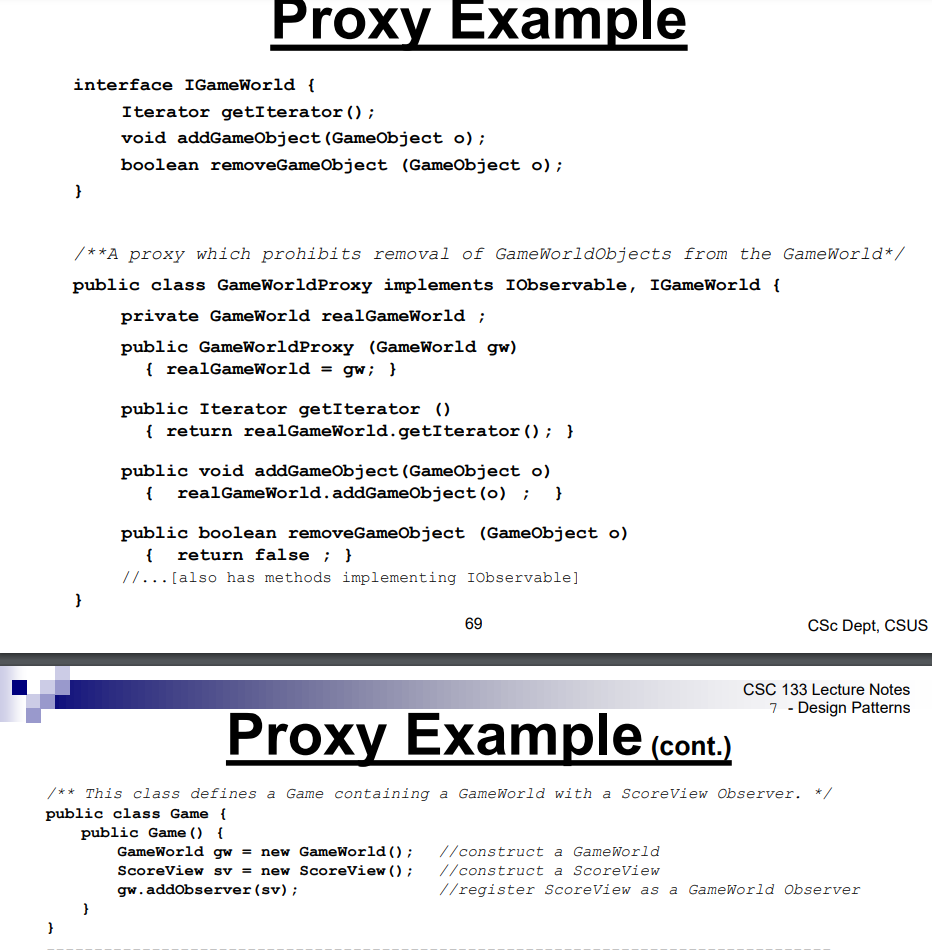 Proxy Example
interface IGameWorld {
Iterator getIterator();
void addGameObject(GameObject o);
boolean removeGameObject (GameObject o);
}
/**A proxy which prohibits removal of GameWorldObjects from the GameWorld*/
public class GameWorldProxy implements IObservable, IGameWorld {
private GameWorld realGameWorld ;
public GameWorldProxy (GameWorld gw)
{ realGameWorld = gw; }
public Iterator getIterator ()
{ return realGameWorld.getIterator(); }
public void addGameObject(GameObject o)
{ realGameWorld.addGameObject(o) ; }
public boolean removeGameObject (GameObject o)
{ return false ; }
//...[also has methods implementing IObservable]
}
69
CSc Dept, CSUS
CSC 133 Lecture Notes
7 - Design Patterns
Proxy Example (cont.)
/** This class defines a Game containing a GameWorld with a ScoreView Observer. */
public class Game {
public Game() {
GameWorld gw = new GameWorld(); //construct a GameWorld
ScoreView sv = new ScoreView(); //construct a ScoreView
gw.addObserver(sv); //register ScoreView as a GameWorld Observer
}
}